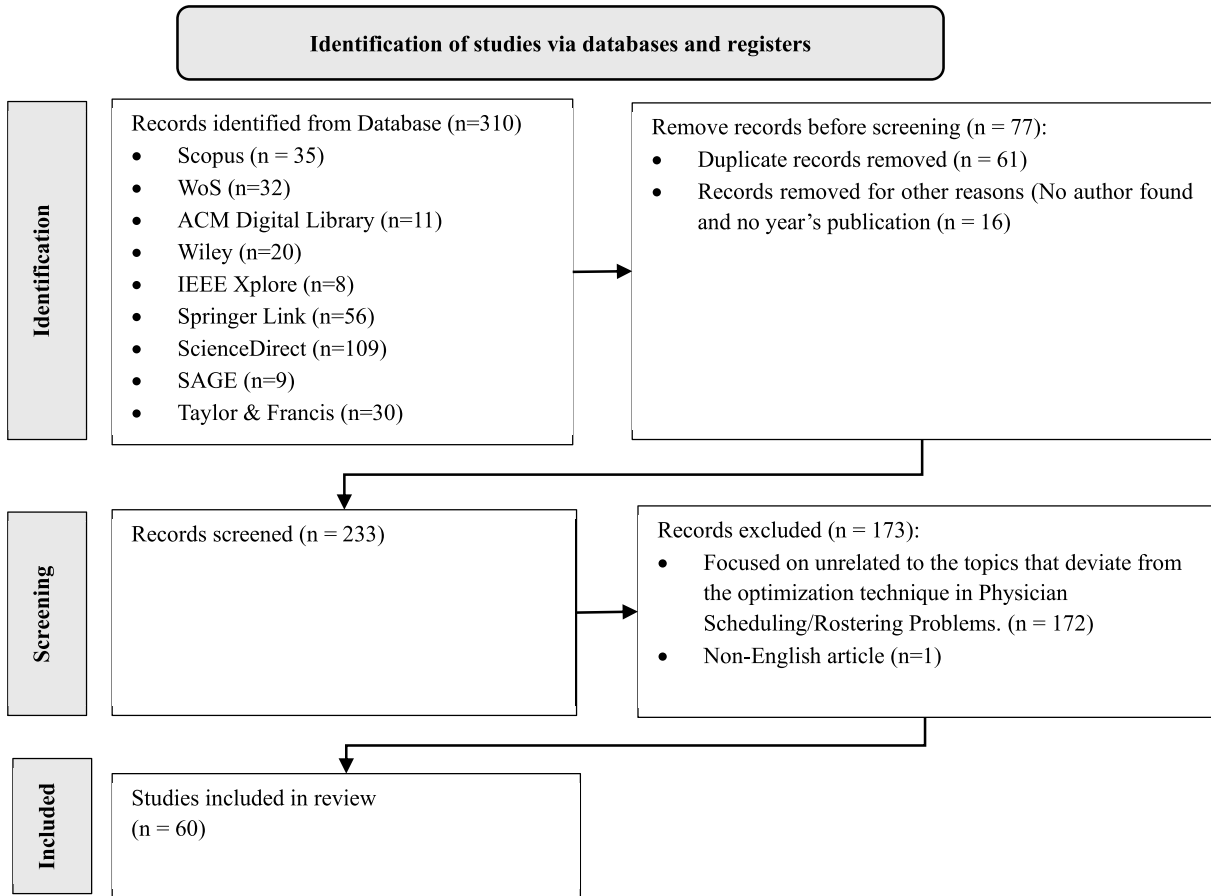 Identification of studies via databases and registers
Identification
Records identified from Database (n=310)
• Scopus (n = 35)
• WoS (n=32)
• ACM Digital Library (n=11)
• Wiley (n=20)
• IEEE Xplore (n=8)
• Springer Link (n=56)
• ScienceDirect (n=109)
• SAGE (n=9)
• Taylor & Francis (n=30)
Remove records before screening (n = 77):
• Duplicate records removed (n = 61)
• Records removed for other reasons (No author found
and no year’s publication (n = 16)
Screening
Records screened (n = 233)
Records excluded (n = 173):
• Focused on unrelated to the topics that deviate from
the optimization technique in Physician
Scheduling/Rostering Problems. (n = 172)
• Non-English article (n=1)
Included
Studies included in review
(n = 60)